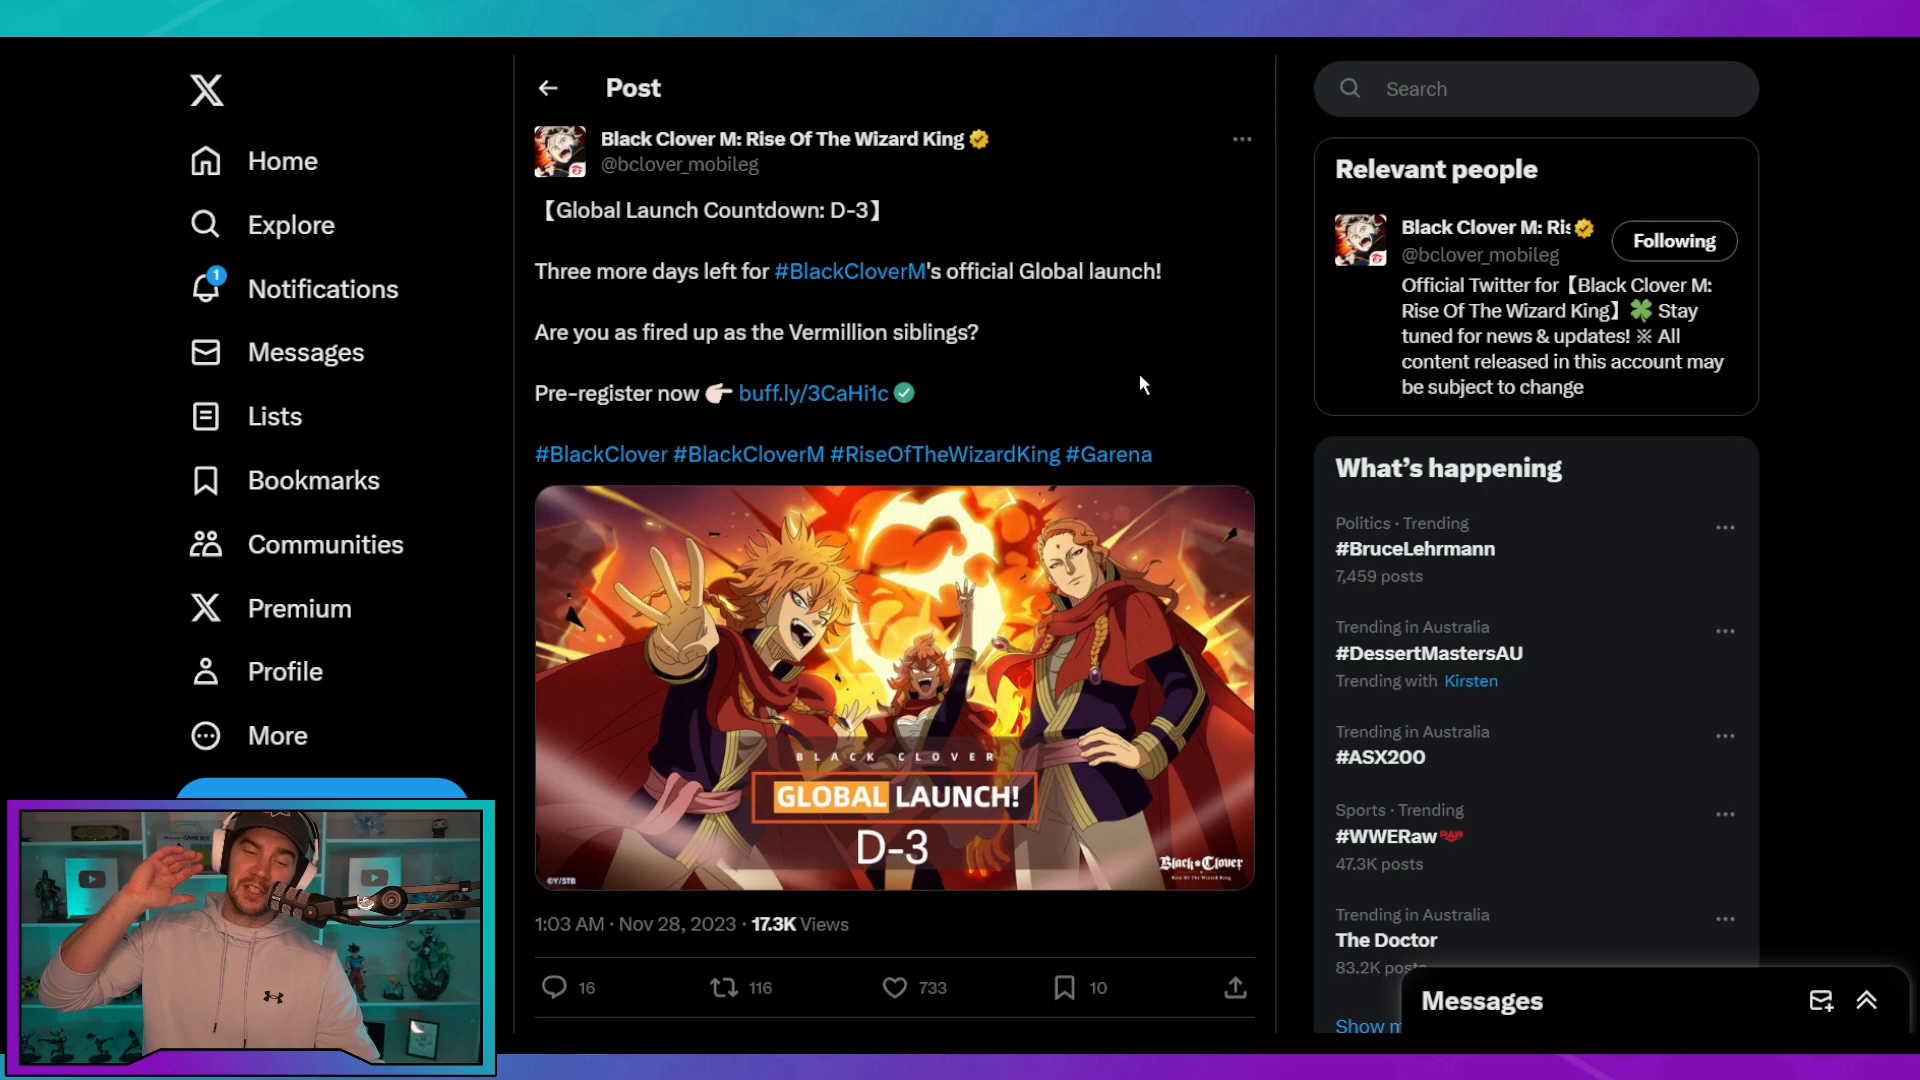 Home
Explore
1
Notifications
Messages
Lists
Bookmarks
Communities
Premium
Profile
More
Post
Black Clover M: Rise Of The Wizard King
@bclover_mobileg
【Global Launch Countdown: D-3】
Three more days left for #BlackCloverM's official Global launch!
Are you as fired up as the Vermillion siblings?
Pre-register now 👉🏻 buff.ly/3CaHi1c
#BlackClover #BlackCloverM #RiseOfTheWizardKing #Garena
BLACK CLOVER
GLOBAL LAUNCH!
D-3
Black Clover
Rise Of The Wizard King
©Y/STB
1:03 AM · Nov 28, 2023 · 17.3K Views
16
116
733
10
Search
Relevant people
Black Clover M: Ris
Following
@bclover_mobileg
Official Twitter for【Black Clover M:
Rise Of The Wizard King】🍀 Stay
tuned for news & updates! ※ All
content released in this account may
be subject to change
What's happening
Politics · Trending
#BruceLehrmann
7,459 posts
Trending in Australia
#DessertMastersAU
Trending with Kirsten
Trending in Australia
#ASX200
Sports · Trending
#WWERaw
47.3K posts
Trending in Australia
The Doctor
83.2K posts
Show m
Messages